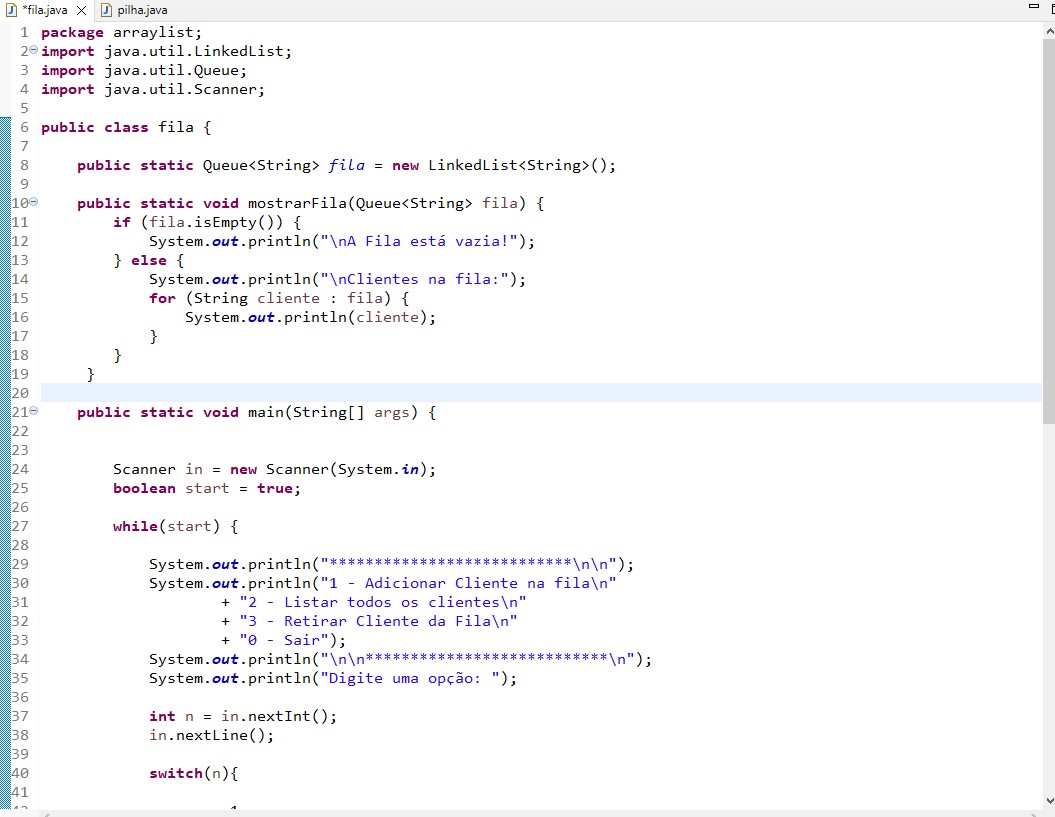 *fila.java
pilha.java
1 package arraylist;
2 import java.util.LinkedList;
3 import java.util.Queue;
4 import java.util.Scanner;
5
6 public class fila {
7
8 public static Queue<String> fila = new LinkedList<String>();
9
10 public static void mostrarFila(Queue<String> fila) {
11 if (fila.isEmpty()) {
12 System.out.println("\nA Fila está vazia!");
13 } else {
14 System.out.println("\nClientes na fila:");
15 for (String cliente : fila) {
16 System.out.println(cliente);
17 }
18 }
19 }
20
21 public static void main(String[] args) {
22
23
24 Scanner in = new Scanner(System.in);
25 boolean start = true;
26
27 while(start) {
28
29 System.out.println("***************************\n\n");
30 System.out.println("1 - Adicionar Cliente na fila\n"
31 + "2 - Listar todos os clientes\n"
32 + "3 - Retirar Cliente da Fila\n"
33 + "0 - Sair");
34 System.out.println("\n\n***************************\n");
35 System.out.println("Digite uma opção: ");
36
37 int n = in.nextInt();
38 in.nextLine();
39
40 switch(n){
41